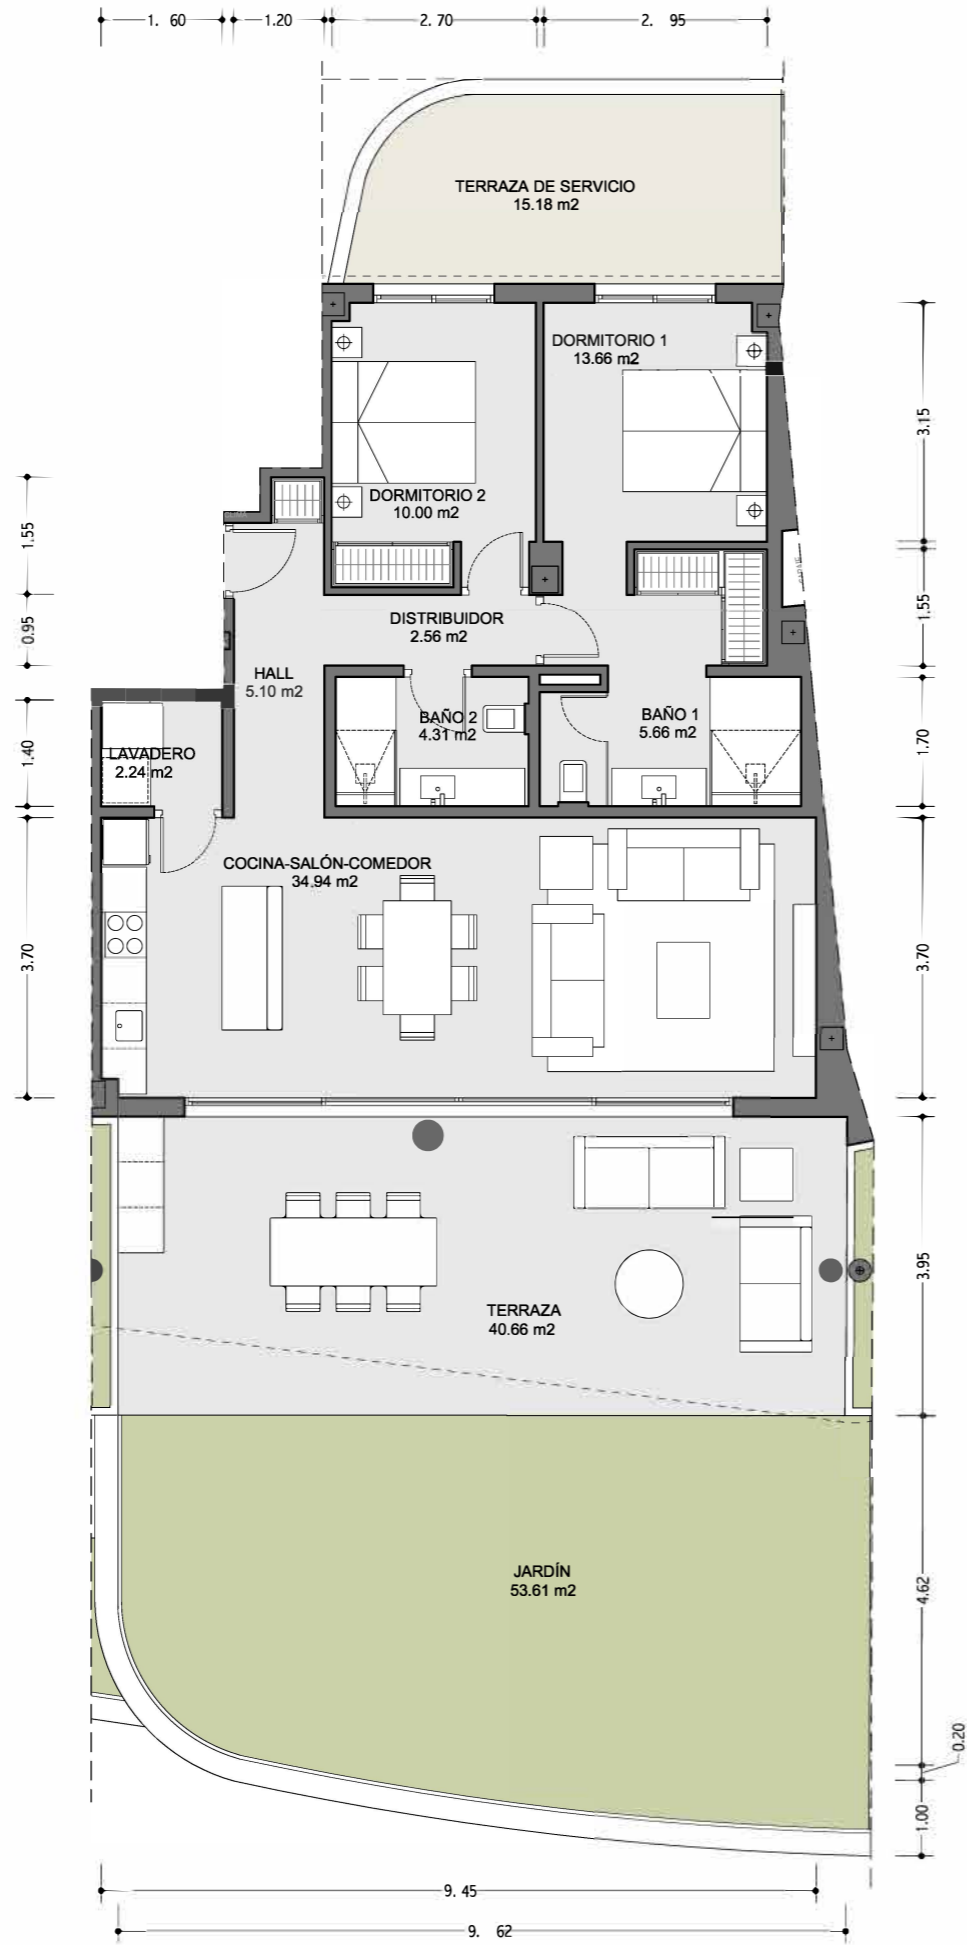 1. 60
1.20
2. 70
2. 95
TERRAZA DE SERVICIO
15.18 m2
DORMITORIO 1
13.66 m2
3.15
DORMITORIO 2
10.00 m2
1.55
1.55
DISTRIBUIDOR
2.56 m2
0.95
HALL
5.10 m2
BAÑO 2
4.31 m2
BAÑO 1
5.66 m2
1.70
LAVADERO
2.24 m2
1.40
COCINA-SALÓN-COMEDOR
34.94 m2
3.70
3.70
3.95
TERRAZA
40.66 m2
JARDÍN
53.61 m2
4.62
0.20
1.00
9. 45
9. 62